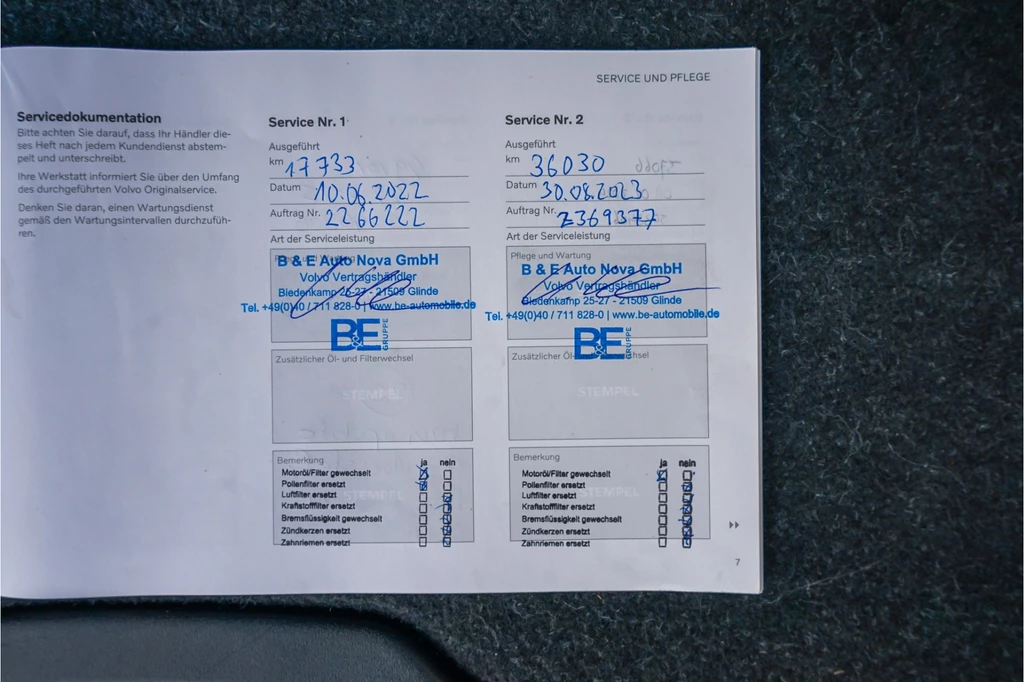 SERVICE UND PFLEGE
Servicedokumentation
Bitte achten Sie darauf, dass Ihr Händler die-
ses Heft nach jedem Kundendienst abstem-
pelt und unterschreibt.
Ihre Werkstatt informiert Sie über den Umfang
des durchgeführten Volvo Originalservice.
Denken Sie daran, einen Wartungsdienst
gemäß den Wartungsintervallen durchzufüh-
ren.
Service Nr. 1
Ausgeführt
km 17733
Datum 10.06.2022
Auftrag Nr. 2266222
Art der Serviceleistung
B & E Auto Nova GmbH
Volvo Vertragshändler
Biedenkamp 25-27 - 21509 Glinde
Tel. +49(0)40 / 711 828-0 | www.be-automobile.de
B&E GRUPPE
Zusätzlicher Öl- und Filterwechsel
STEMPEL
Bemerkung
ja nein
Motoröl/Filter gewechselt
Pollenfilter ersetzt
Luftfilter ersetzt
STEMPEL
Kraftstofffilter ersetzt
Bremsflüssigkeit gewechselt
Zündkerzen ersetzt
Zahnriemen ersetzt
Service Nr. 2
Ausgeführt
km 36030
Datum 30.08.2023
Auftrag Nr. 2369377
Art der Serviceleistung
Pflege und Wartung
B & E Auto Nova GmbH
Volvo Vertragshändler
Biedenkamp 25-27 - 21509 Glinde
Tel. +49(0)40 / 711 828-0 | www.be-automobile.de
B&E GRUPPE
Zusätzlicher Öl-
STEMPEL
Bemerkung
ja nein
Motoröl/Filter gewechselt
Pollenfilter ersetzt
Luftfilter ersetzt
STEMPEL
Kraftstofffilter ersetzt
Bremsflüssigkeit gewechselt
Zündkerzen ersetzt
Zahnriemen ersetzt
7